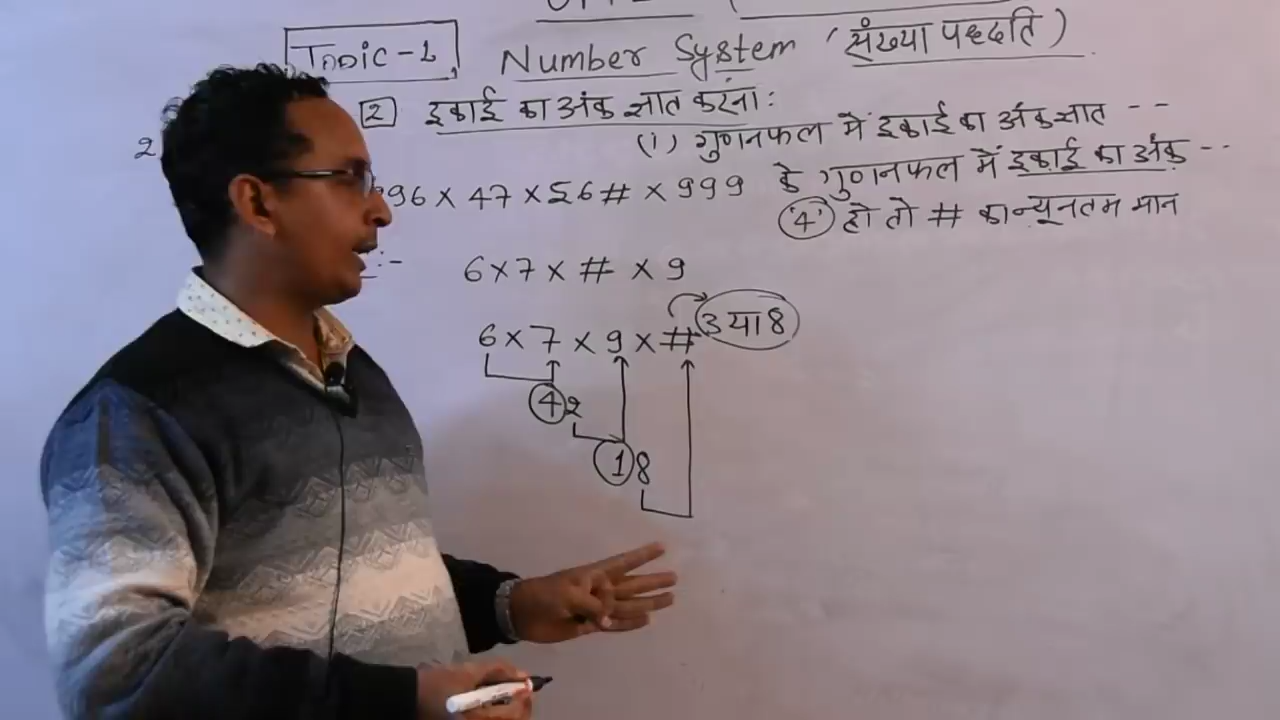 Topic-1 Number System (संख्या पद्धति)
2 इकाई का अंक ज्ञात करना:
(i) गुणनफल में इकाई का अंक ज्ञात --
2
96 × 47 × 56# × 999 के गुणनफल में इकाई का अंक --
'4' हो तो # का न्यूनतम मान
:-
6 × 7 × # × 9
6 × 7 × 9 × # 3 या 8
42
18